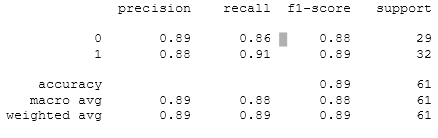 precision recall f1-score support
0 0.89 0.86 0.88 29
1 0.88 0.91 0.89 32
accuracy 0.89 61
macro avg 0.89 0.88 0.88 61
weighted avg 0.89 0.89 0.89 61